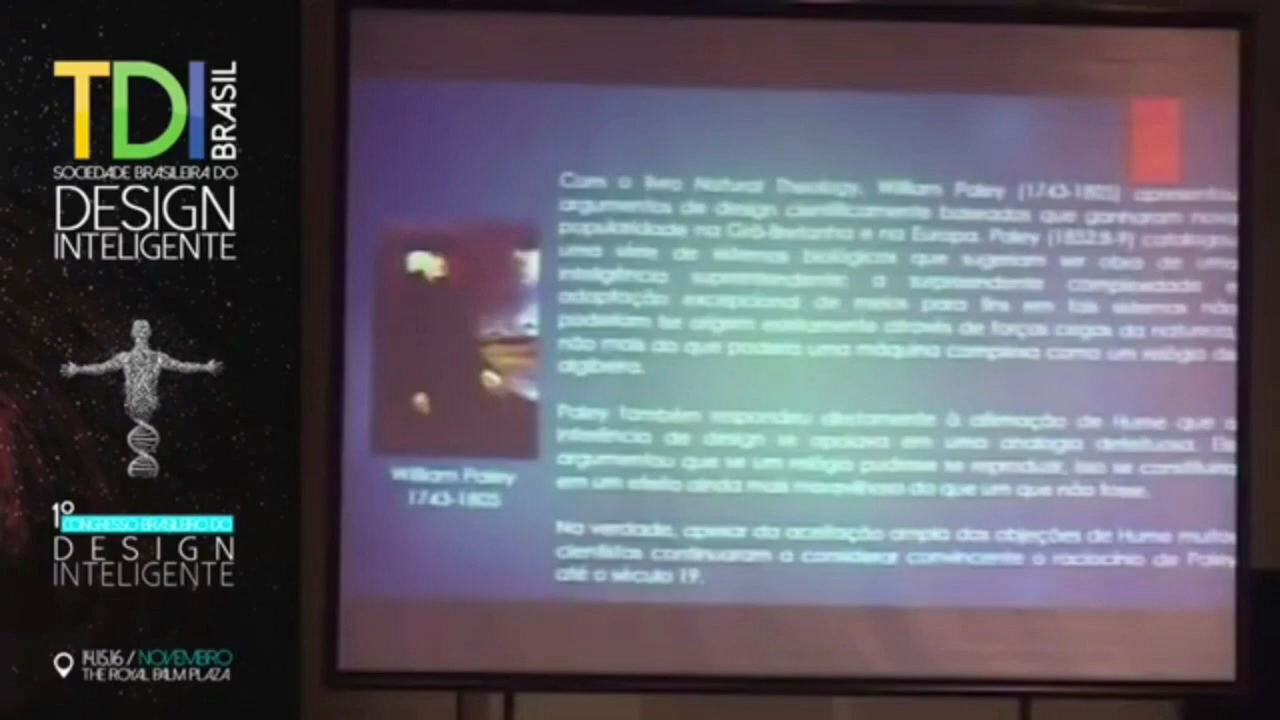 TDI
BRASIL
SOCIEDADE BRASILEIRA DO
DESIGN
INTELIGENTE
1º
CONGRESSO BRASILEIRO DO
DESIGN
INTELIGENTE
14.15.16 / NOVEMBRO
THE ROYAL PALM PLAZA
William Paley
1743-1805
Com o livro Natural Theology, William Paley (1743-1805) apresentou
argumentos de design cientificamente baseados que ganharam nova
popularidade na Grã-Bretanha e na Europa. Paley (1852:8-9) catalogou
uma série de sistemas biológicos que sugeriam ser obra de uma
inteligência superintendente a surpreendente complexidade e
adaptação excepcional de meios para fins em tais sistemas não
poderiam ter origem estritamente através de forças cegas da natureza,
não mais do que poderia uma máquina complexa como um relógio de
algibeira.
Paley também respondeu diretamente à afirmação de Hume que a
inferência de design se apoiava em uma analogia defeituosa. Ele
argumentou que se um relógio pudesse se reproduzir, isso se constituiria
em um efeito ainda mais maravilhoso do que um que não fosse.
Na verdade, apesar da aceitação ampla das objeções de Hume muitos
cientistas continuaram a considerar convincente o raciocínio de Paley
até o século 19.